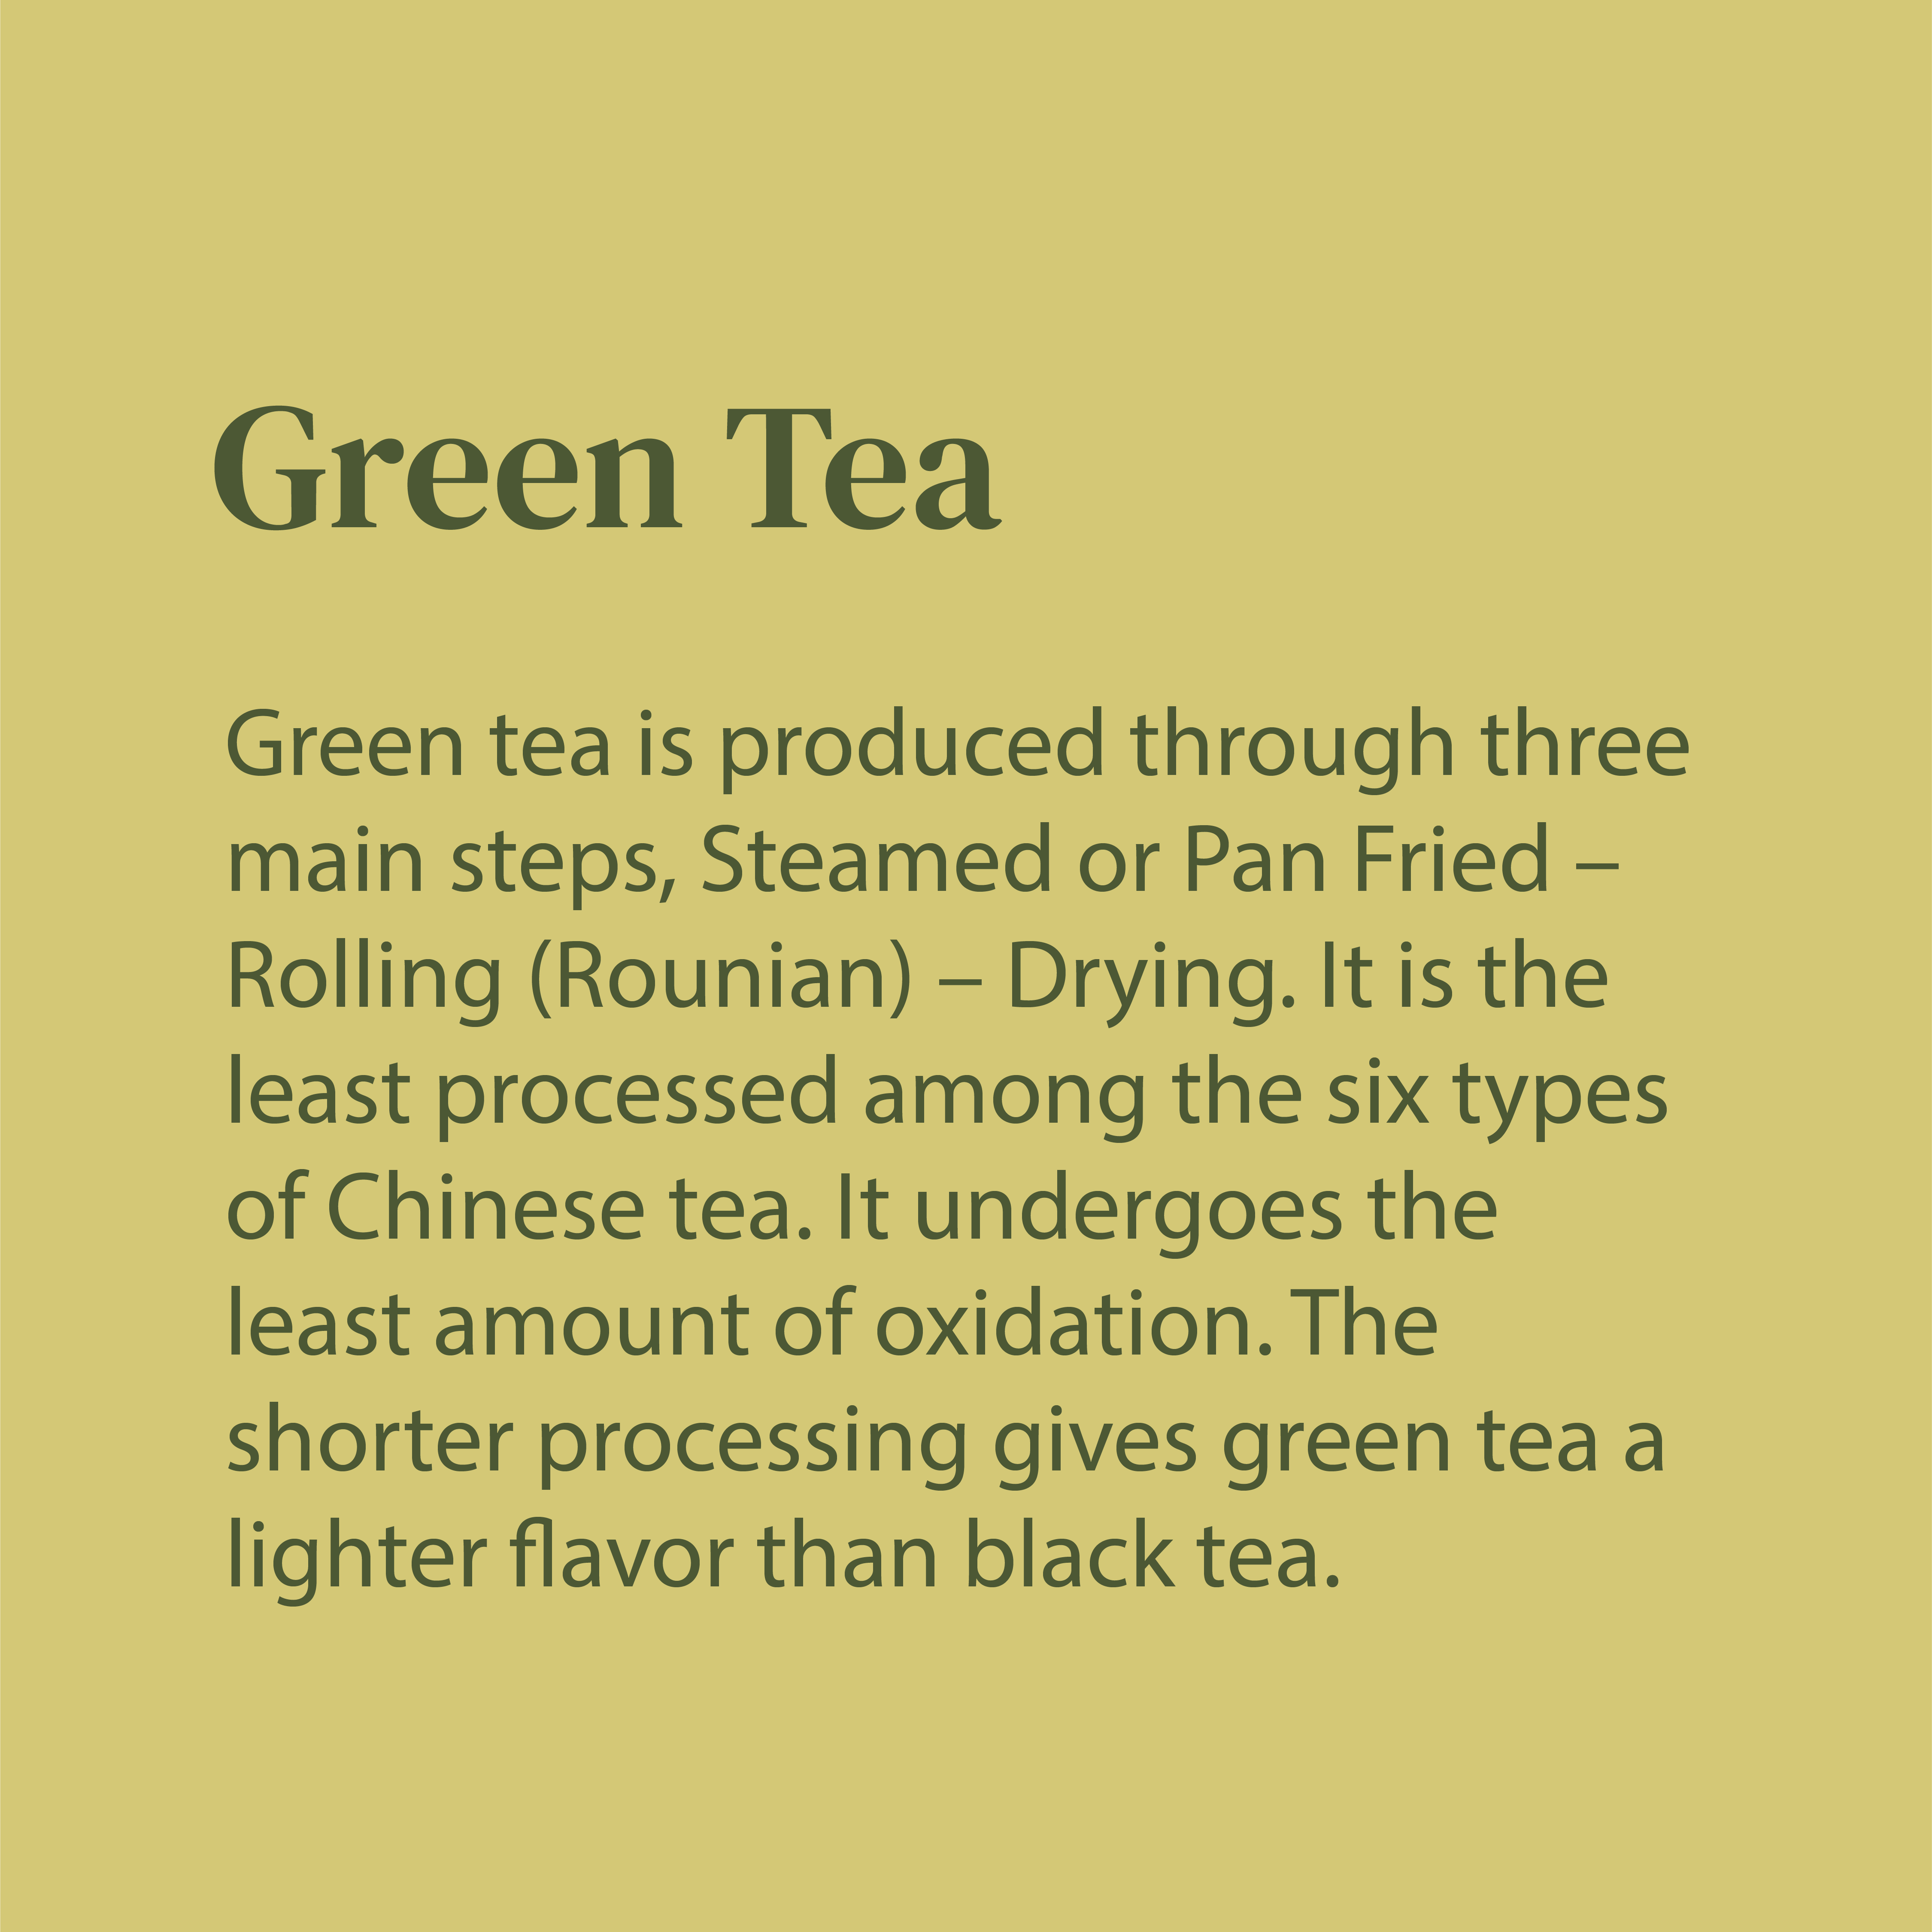 Green Tea
Green tea is produced through three
main steps, Steamed or Pan Fried –
Rolling (Rounian) – Drying. It is the
least processed among the six types
of Chinese tea. It undergoes the
least amount of oxidation. The
shorter processing gives green tea a
lighter flavor than black tea.